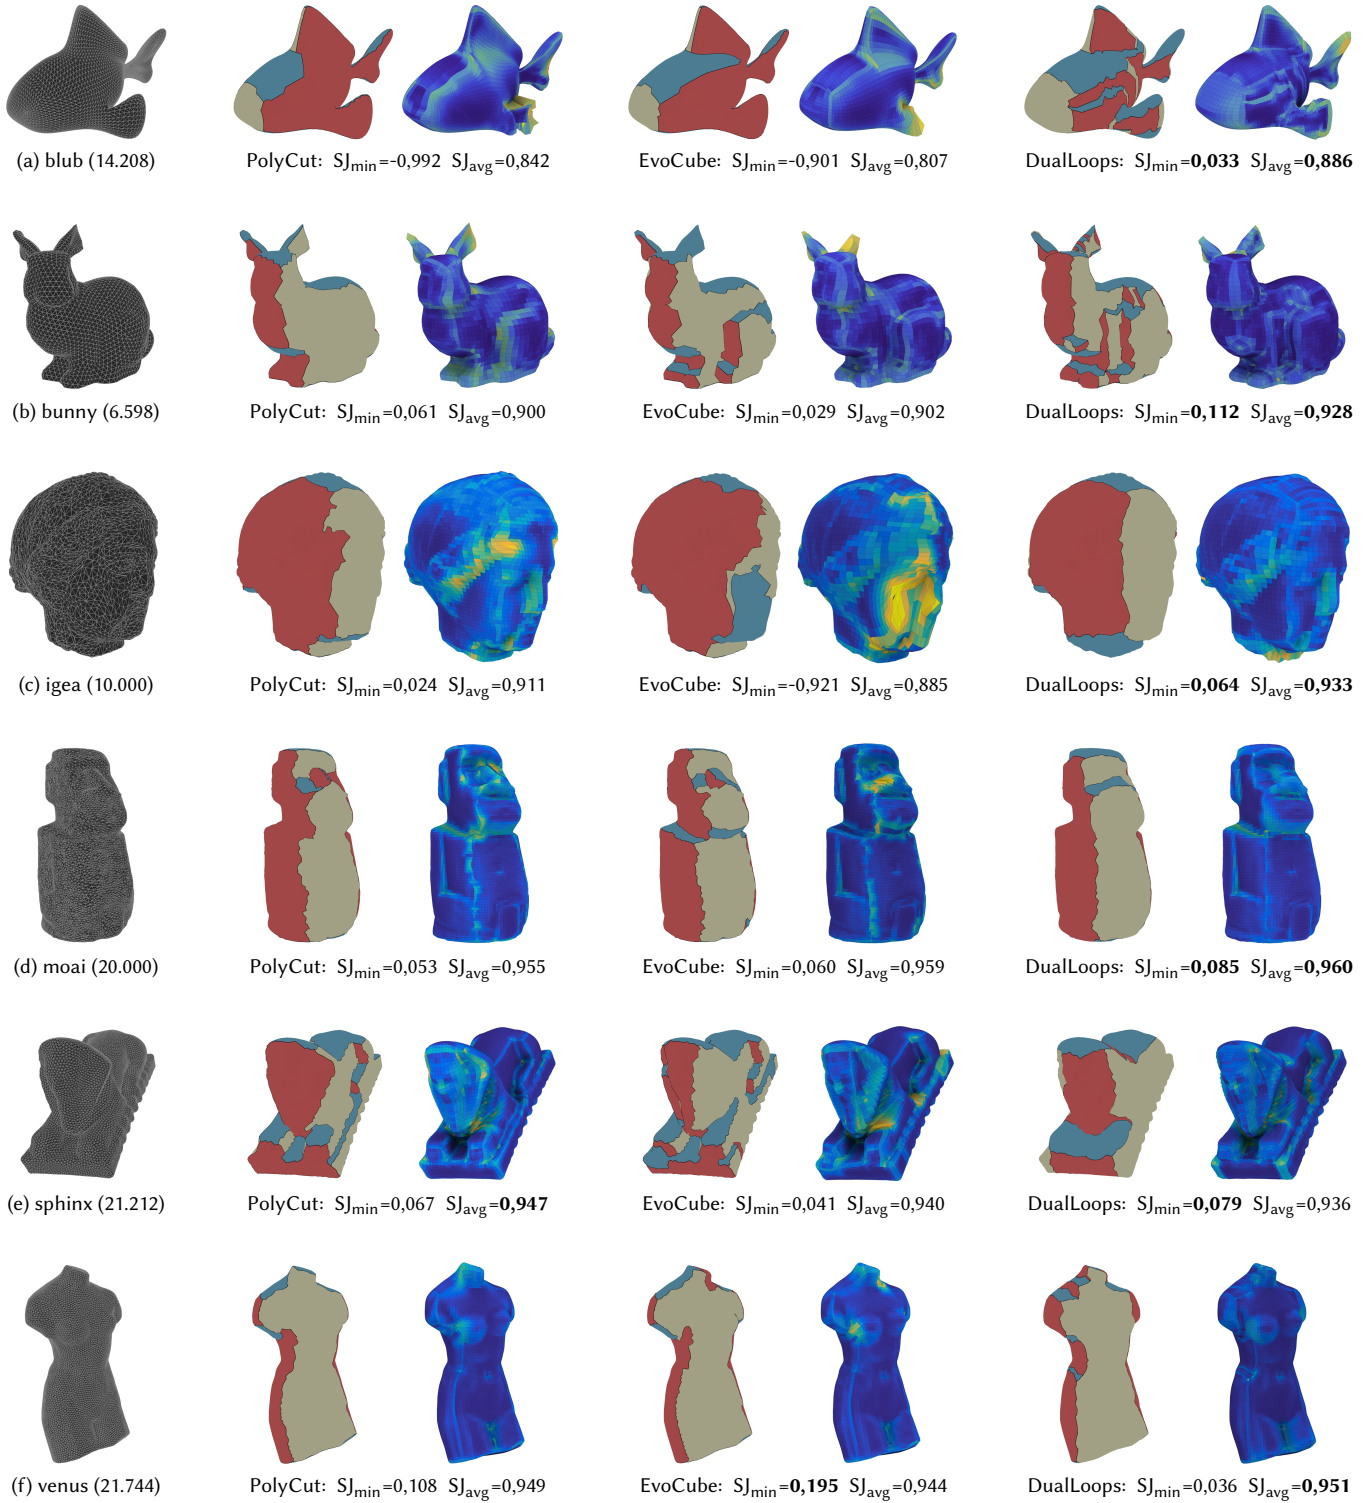 (a) blub (14.208) PolyCut: SJmin=-0,992 SJavg=0,842 EvoCube: SJmin=-0,901 SJavg=0,807 DualLoops: SJmin=0,033 SJavg=0,886
(b) bunny (6.598) PolyCut: SJmin=0,061 SJavg=0,900 EvoCube: SJmin=0,029 SJavg=0,902 DualLoops: SJmin=0,112 SJavg=0,928
(c) igea (10.000) PolyCut: SJmin=0,024 SJavg=0,911 EvoCube: SJmin=-0,921 SJavg=0,885 DualLoops: SJmin=0,064 SJavg=0,933
(d) moai (20.000) PolyCut: SJmin=0,053 SJavg=0,955 EvoCube: SJmin=0,060 SJavg=0,959 DualLoops: SJmin=0,085 SJavg=0,960
(e) sphinx (21.212) PolyCut: SJmin=0,067 SJavg=0,947 EvoCube: SJmin=0,041 SJavg=0,940 DualLoops: SJmin=0,079 SJavg=0,936
(f) venus (21.744) PolyCut: SJmin=0,108 SJavg=0,949 EvoCube: SJmin=0,195 SJavg=0,944 DualLoops: SJmin=0,036 SJavg=0,951